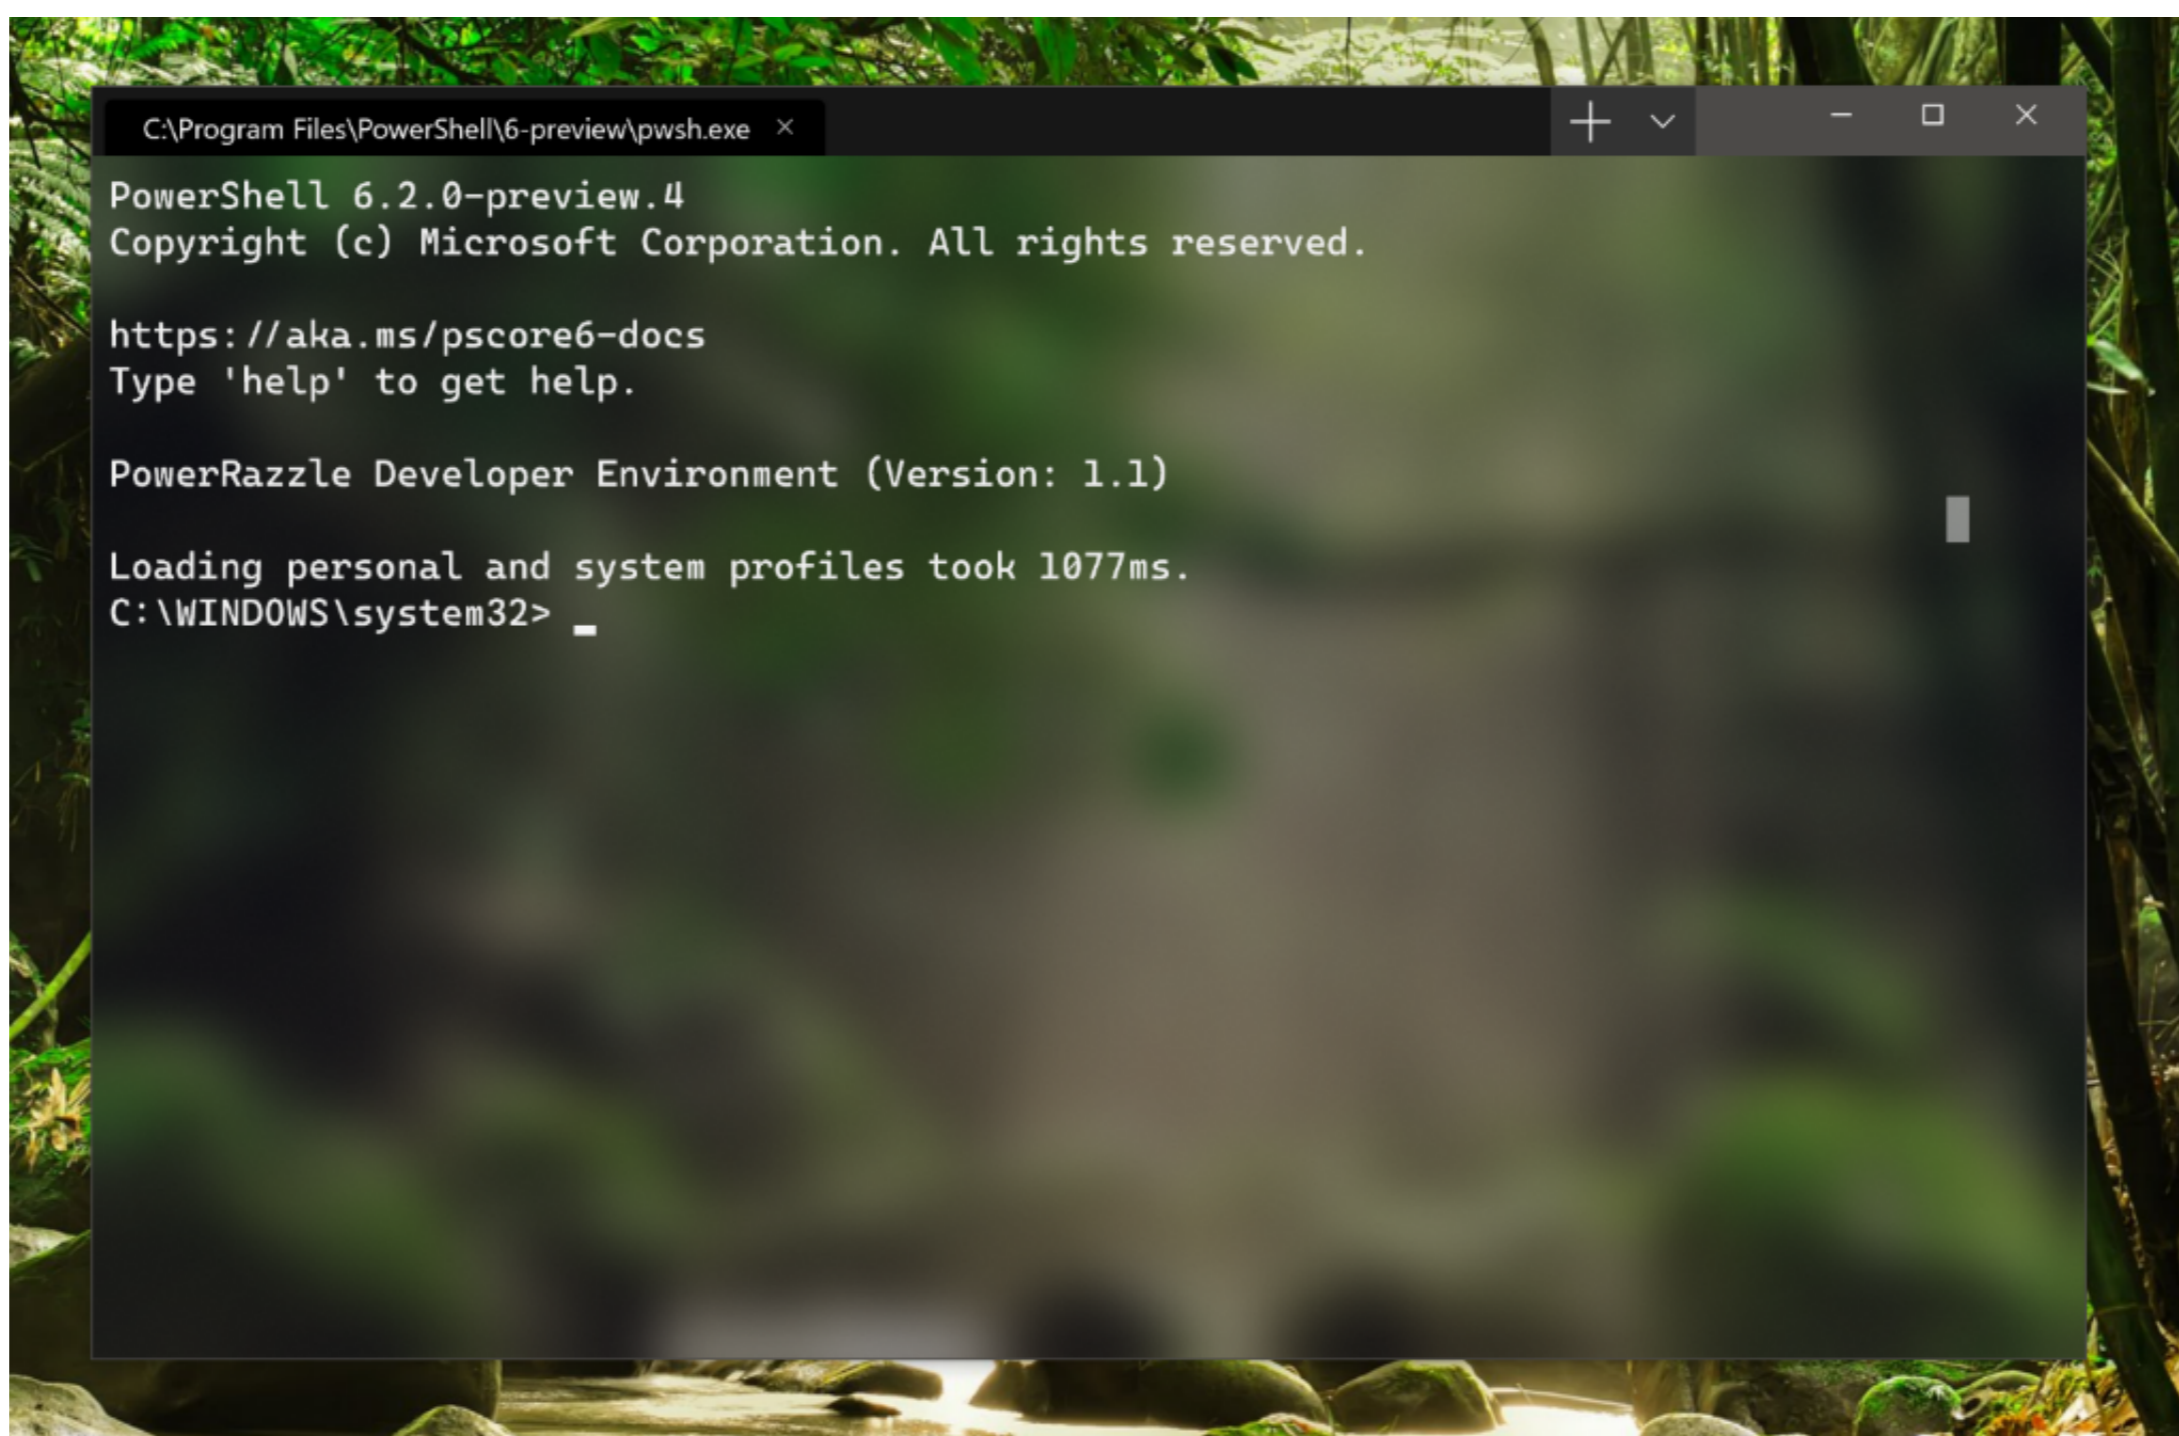 C:\Program Files\PowerShell\6-preview\pwsh.exe
PowerShell 6.2.0-preview.4
Copyright (c) Microsoft Corporation. All rights reserved.
https://aka.ms/pscore6-docs
Type 'help' to get help.
PowerRazzle Developer Environment (Version: 1.1)
Loading personal and system profiles took 1077ms.
C:\WINDOWS\system32>